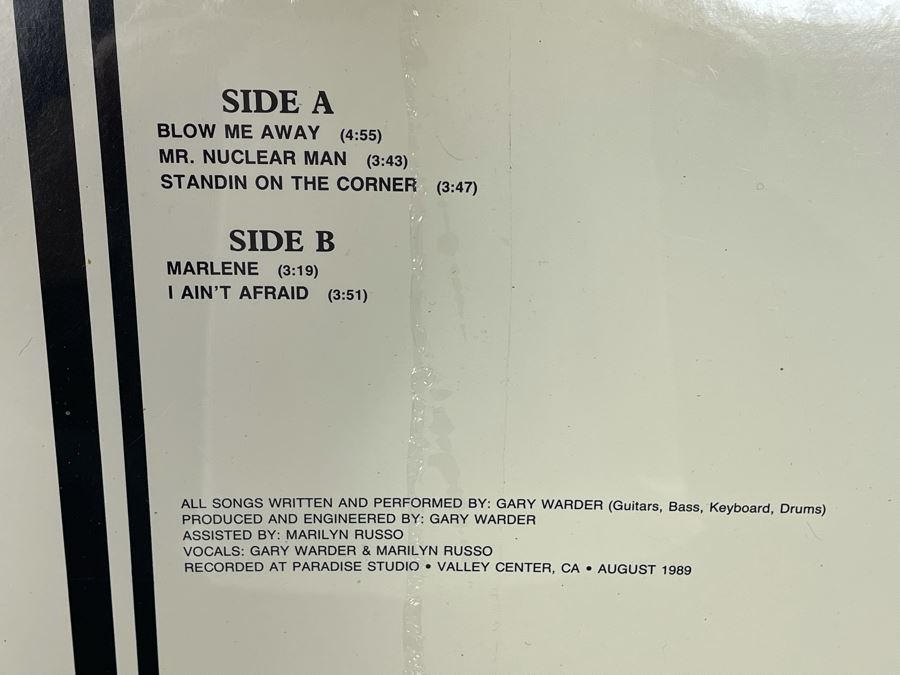 SIDE A
BLOW ME AWAY (4:55)
MR. NUCLEAR MAN (3:43)
STANDIN ON THE CORNER (3:47)
SIDE B
MARLENE (3:19)
I AIN'T AFRAID (3:51)
ALL SONGS WRITTEN AND PERFORMED BY: GARY WARDER (Guitars, Bass, Keyboard, Drums)
PRODUCED AND ENGINEERED BY: GARY WARDER
ASSISTED BY: MARILYN RUSSO
VOCALS: GARY WARDER & MARILYN RUSSO
RECORDED AT PARADISE STUDIO • VALLEY CENTER, CA • AUGUST 1989